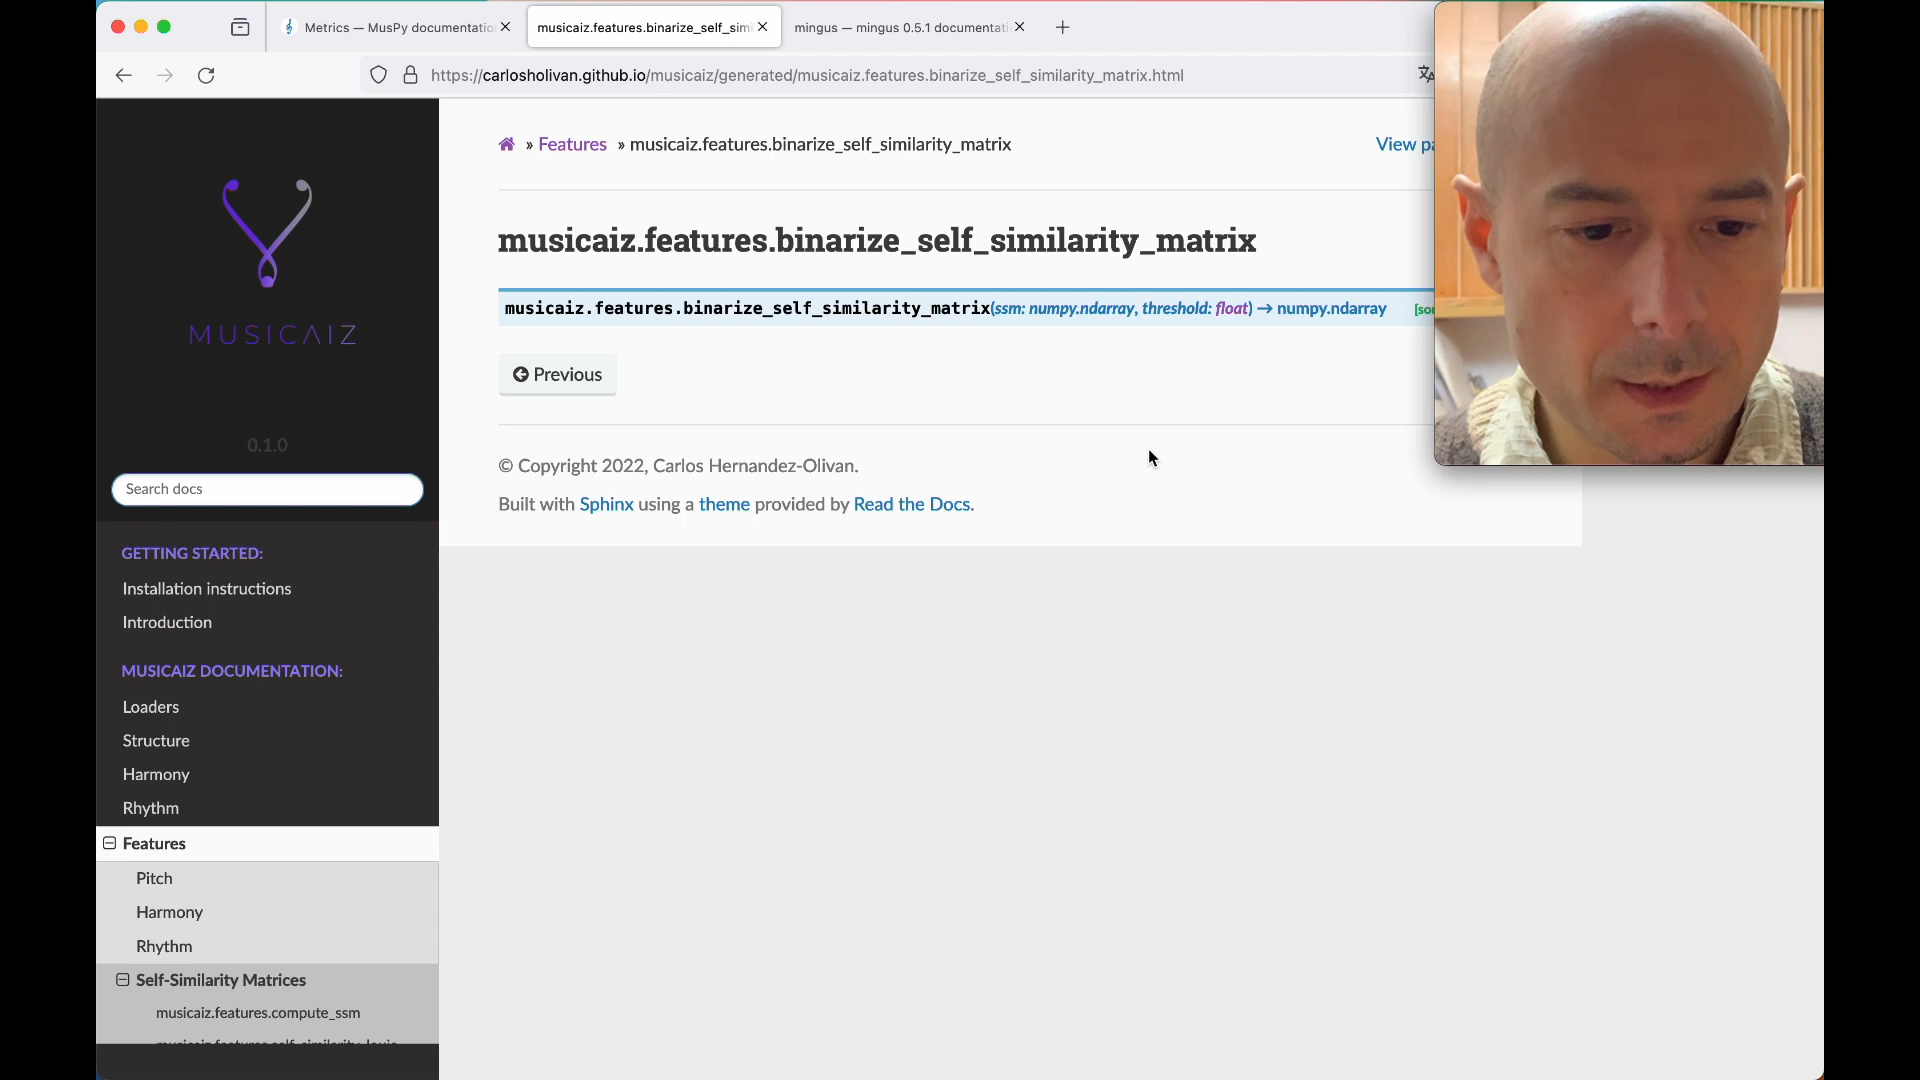 Metrics — MusPy documentatio
musicaiz.features.binarize_self_sim
mingus — mingus 0.5.1 documentat
https://carlosholivan.github.io/musicaiz/generated/musicaiz.features.binarize_self_similarity_matrix.html
MUSICAIZ
0.1.0
Search docs
GETTING STARTED:
Installation instructions
Introduction
MUSICAIZ DOCUMENTATION:
Loaders
Structure
Harmony
Rhythm
Features
Pitch
Harmony
Rhythm
Self-Similarity Matrices
musicaiz.features.compute_ssm
» Features » musicaiz.features.binarize_self_similarity_matrix
View pa
musicaiz.features.binarize_self_similarity_matrix
musicaiz.features.binarize_self_similarity_matrix(ssm: numpy.ndarray, threshold: float) → numpy.ndarray [sou
Previous
© Copyright 2022, Carlos Hernandez-Olivan.
Built with Sphinx using a theme provided by Read the Docs.